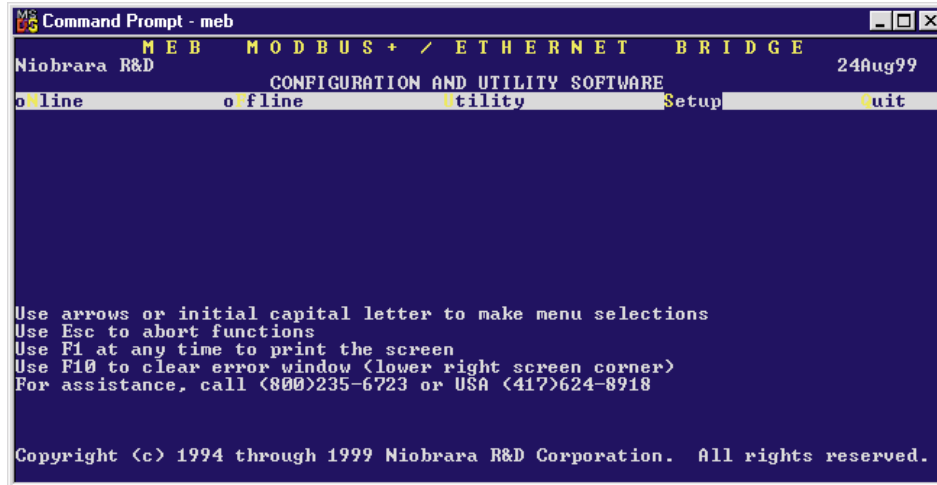 Command Prompt - meb
M E B M O D B U S + / E T H E R N E T B R I D G E
Niobrara R&D 24Aug99
CONFIGURATION AND UTILITY SOFTWARE
oNline oFfline Utility Setup Quit
Use arrows or initial capital letter to make menu selections
Use Esc to abort functions
Use F1 at any time to print the screen
Use F10 to clear error window (lower right screen corner)
For assistance, call (800)235-6723 or USA (417)624-8918
Copyright (c) 1994 through 1999 Niobrara R&D Corporation. All rights reserved.